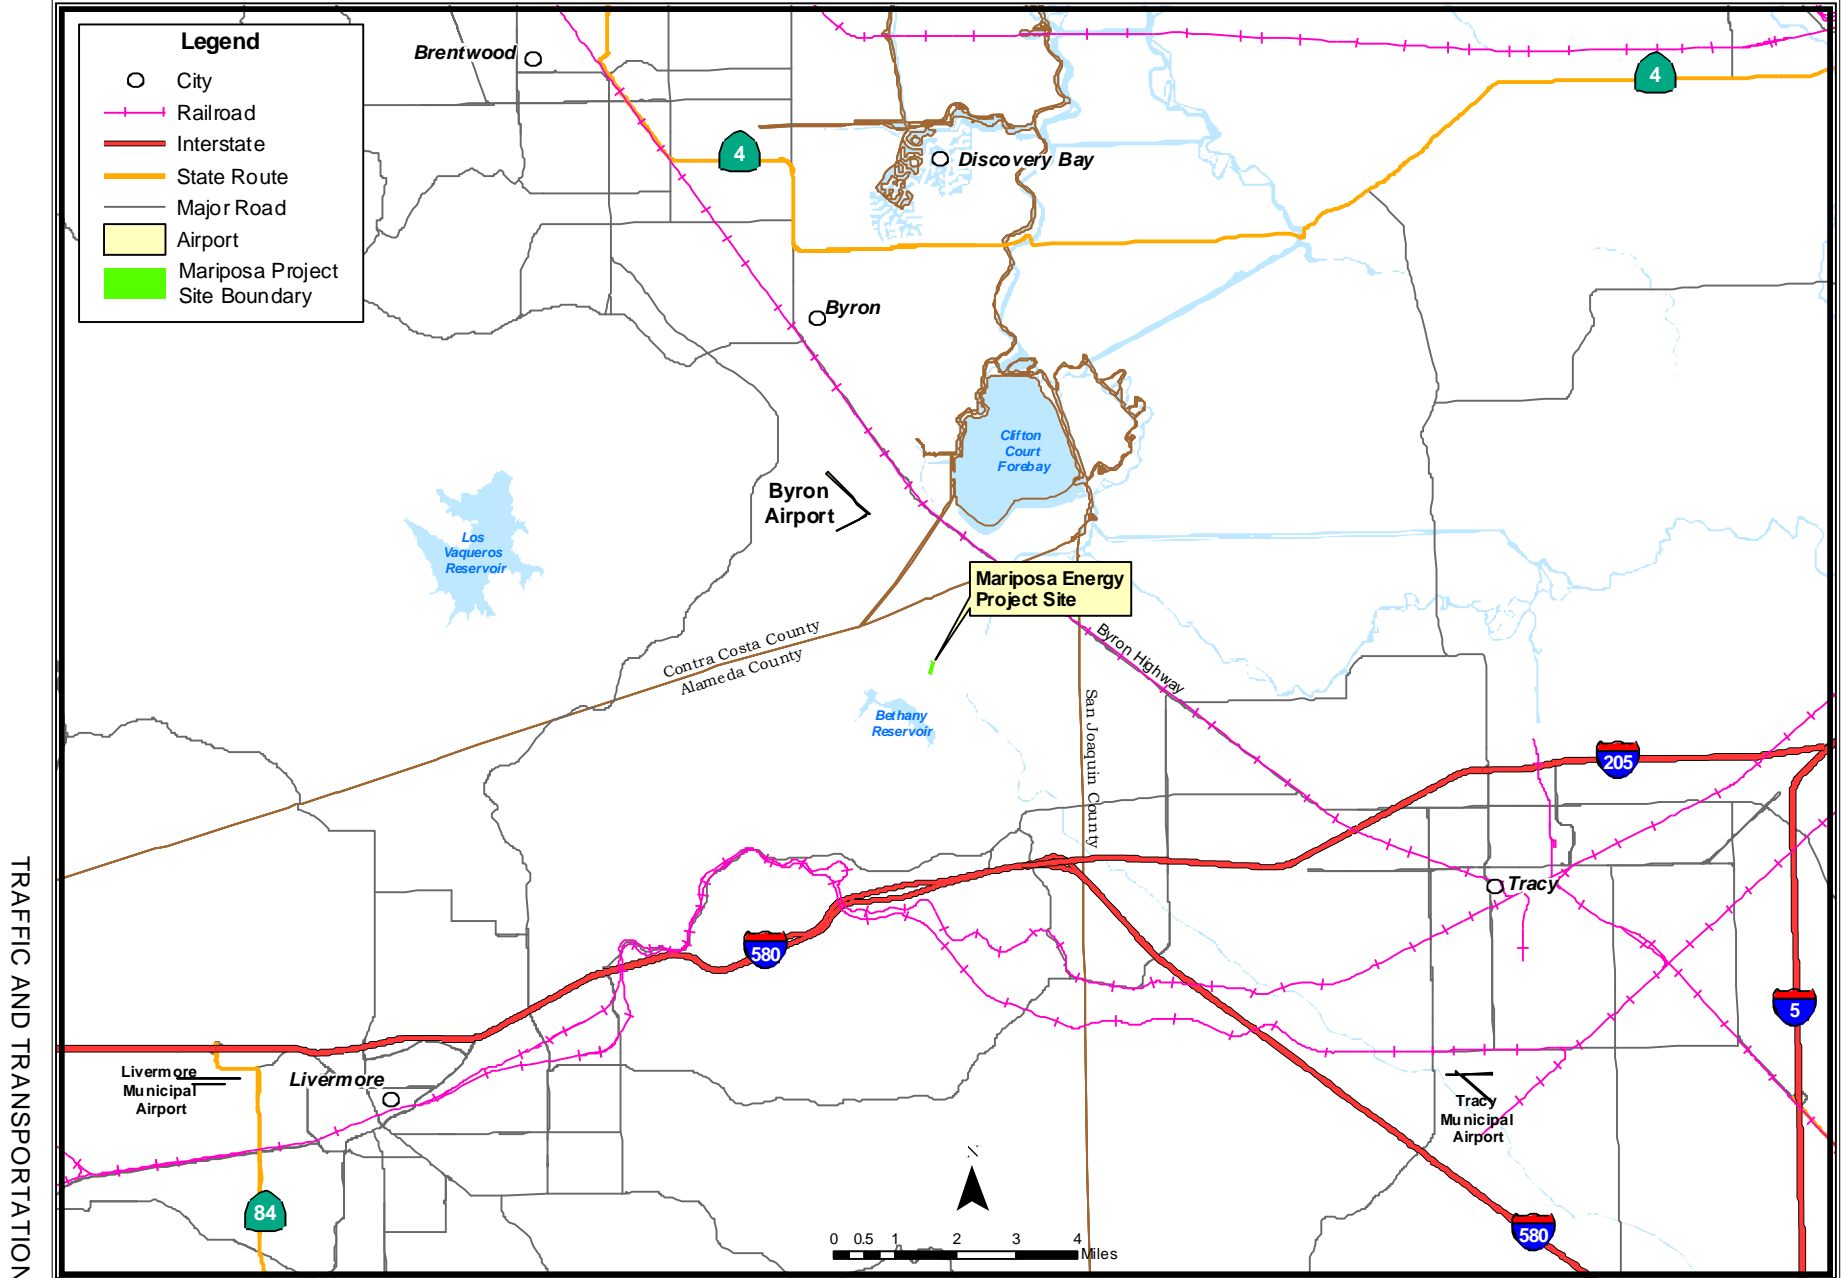 Legend
City
Railroad
Interstate
State Route
Major Road
Airport
Mariposa Project
Site Boundary
Brentwood
4
4
Discovery Bay
Byron
Clifton
Court
Forebay
Byron
Airport
Los
Vaqueros
Reservoir
Mariposa Energy
Project Site
Contra Costa County
Alameda County
Byron Highway
San Joaquin County
Bethany
Reservoir
205
Tracy
580
5
Livermore
Municipal
Airport
Livermore
Tracy
Municipal
Airport
84
N
0 0.5 1 2 3 4
Miles
580
TRAFFIC AND TRANSPORTATION